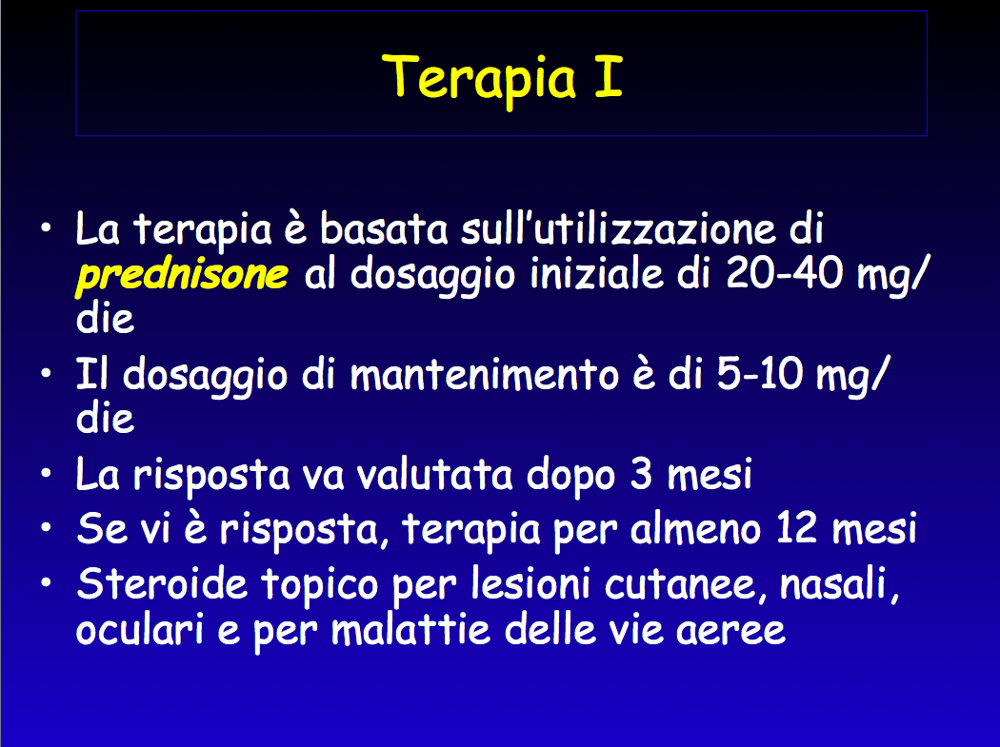 Terapia I
• La terapia è basata sull’utilizzazione di
prednisone al dosaggio iniziale di 20-40 mg/
die
• Il dosaggio di mantenimento è di 5-10 mg/
die
• La risposta va valutata dopo 3 mesi
• Se vi è risposta, terapia per almeno 12 mesi
• Steroide topico per lesioni cutanee, nasali,
oculari e per malattie delle vie aeree